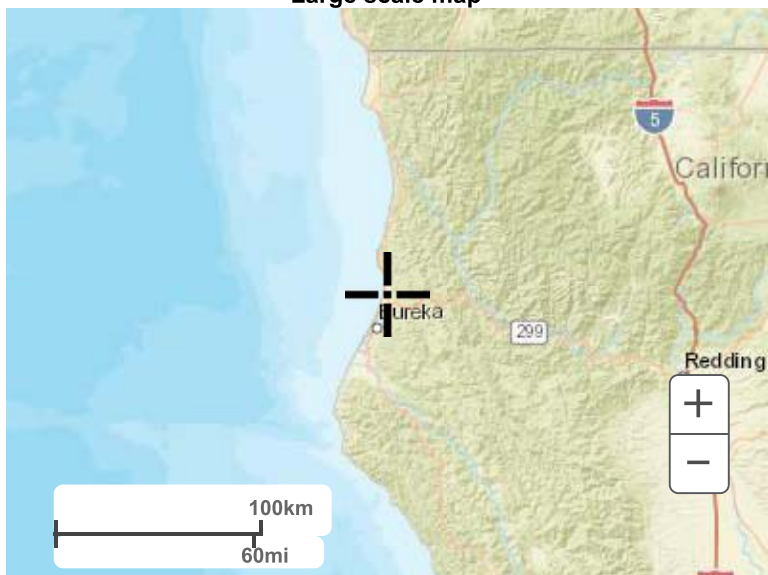 Large scale map
5
Californ
Eureka
299
Redding
+
−
100km
60mi